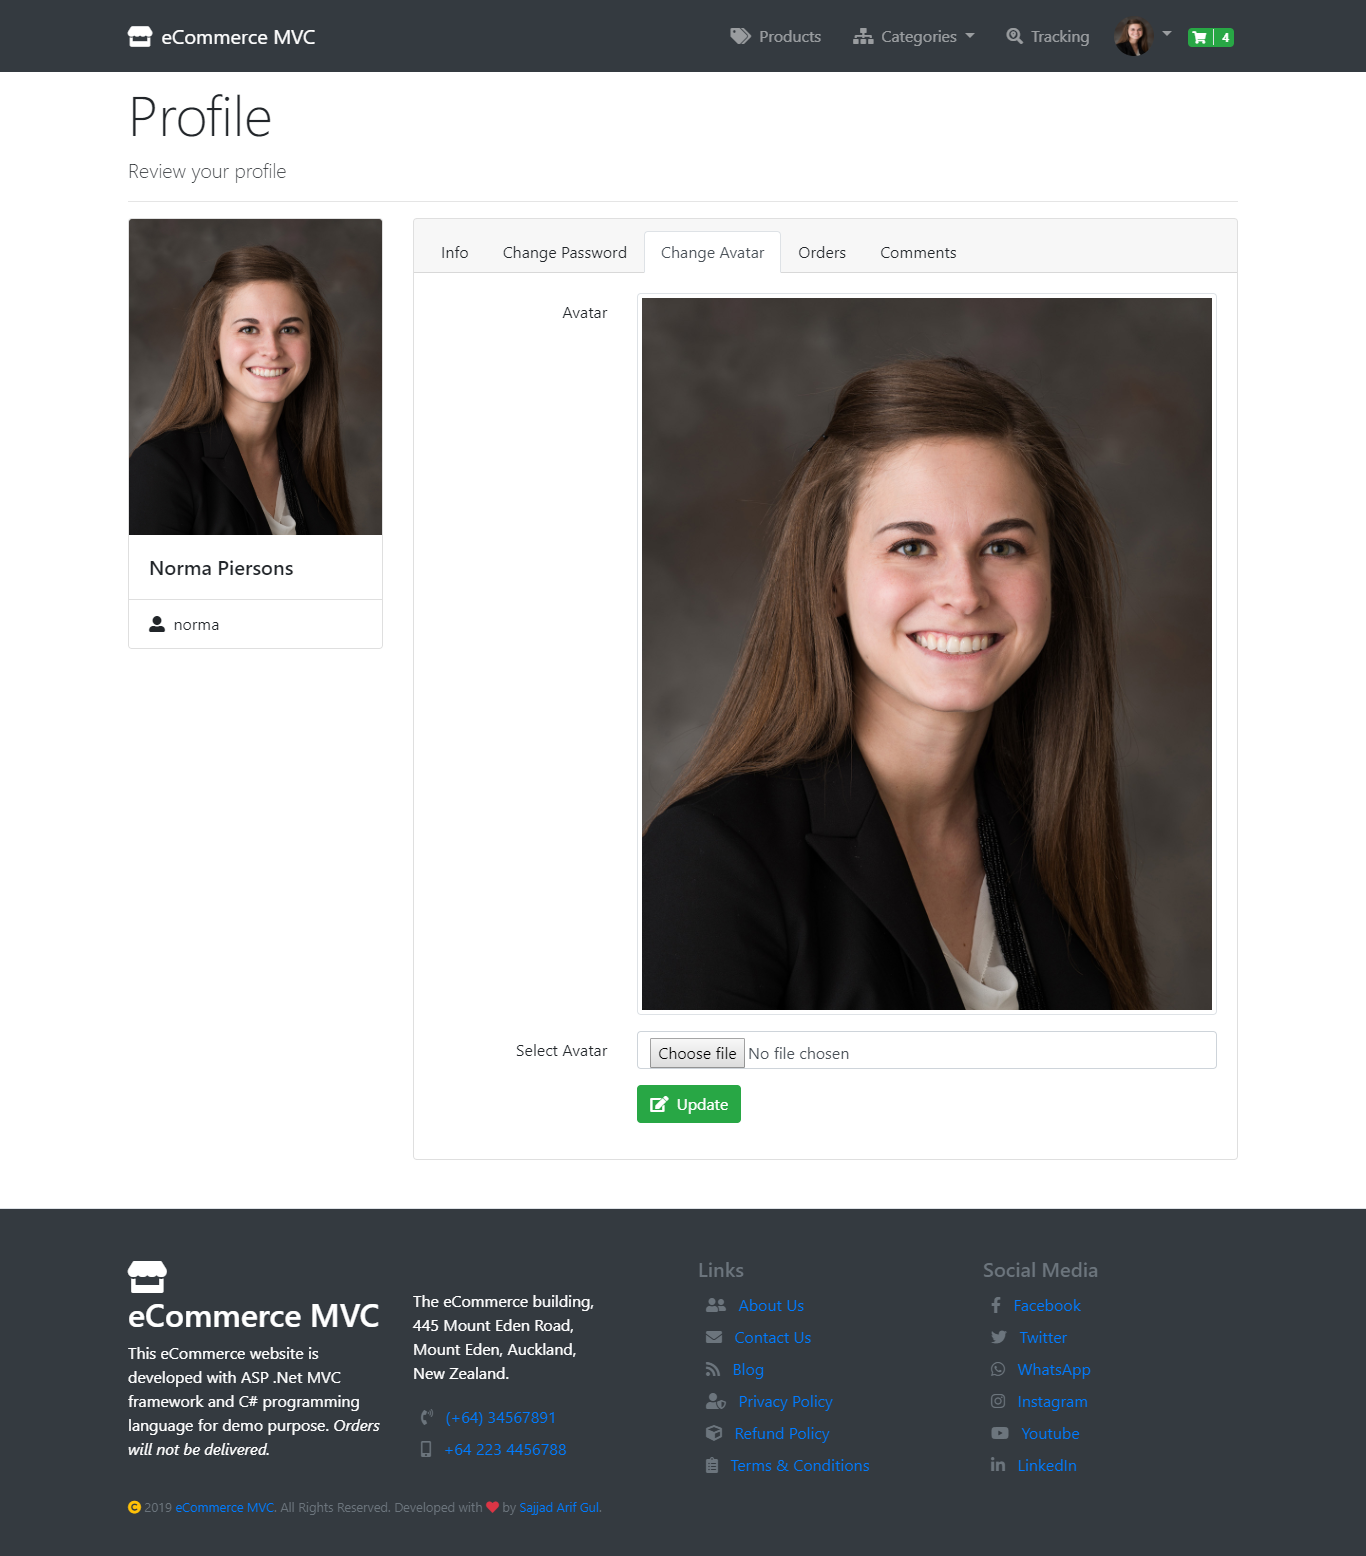 eCommerce MVC
Products
Categories
Tracking
4
Profile
Review your profile
Norma Piersons
norma
Info
Change Password
Change Avatar
Orders
Comments
Avatar
Select Avatar
Choose file No file chosen
Update
eCommerce MVC
This eCommerce website is
developed with ASP .Net MVC
framework and C# programming
language for demo purpose. Orders
will not be delivered.
The eCommerce building,
445 Mount Eden Road,
Mount Eden, Auckland,
New Zealand.
(+64) 34567891
+64 223 4456788
Links
About Us
Contact Us
Blog
Privacy Policy
Refund Policy
Terms & Conditions
Social Media
Facebook
Twitter
WhatsApp
Instagram
Youtube
LinkedIn
© 2019 eCommerce MVC. All Rights Reserved. Developed with ❤ by Sajjad Arif Gul.